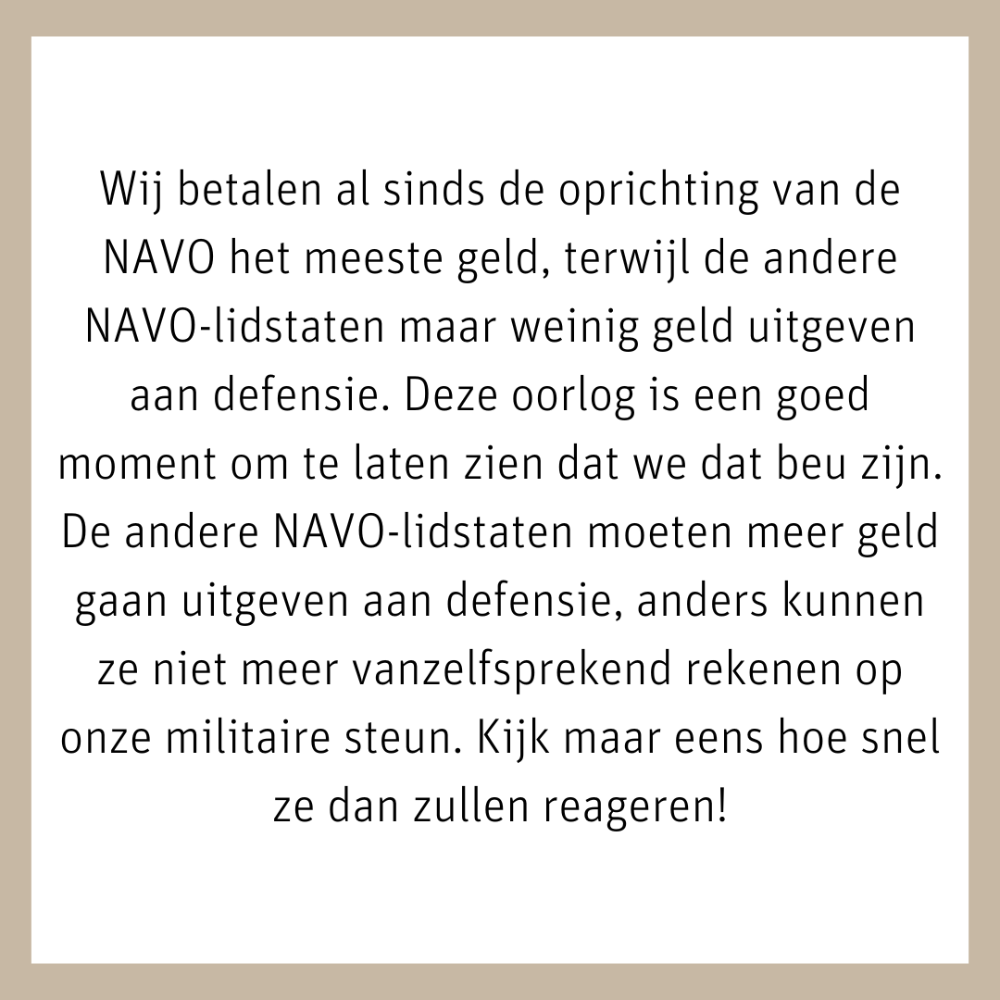 Wij betalen al sinds de oprichting van de
NAVO het meeste geld, terwijl de andere
NAVO-lidstaten maar weinig geld uitgeven
aan defensie. Deze oorlog is een goed
moment om te laten zien dat we dat beu zijn.
De andere NAVO-lidstaten moeten meer geld
gaan uitgeven aan defensie, anders kunnen
ze niet meer vanzelfsprekend rekenen op
onze militaire steun. Kijk maar eens hoe snel
ze dan zullen reageren!